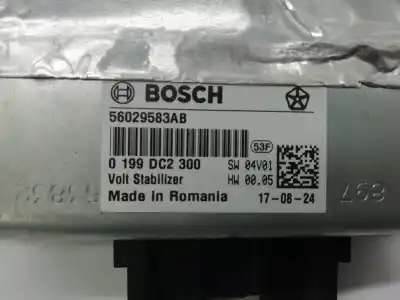 BOSCH
56029583AB
53F
0 199 DC2 300 SW 04V01
Volt Stabilizer HW 00.05
Made in Romania 17-08-24